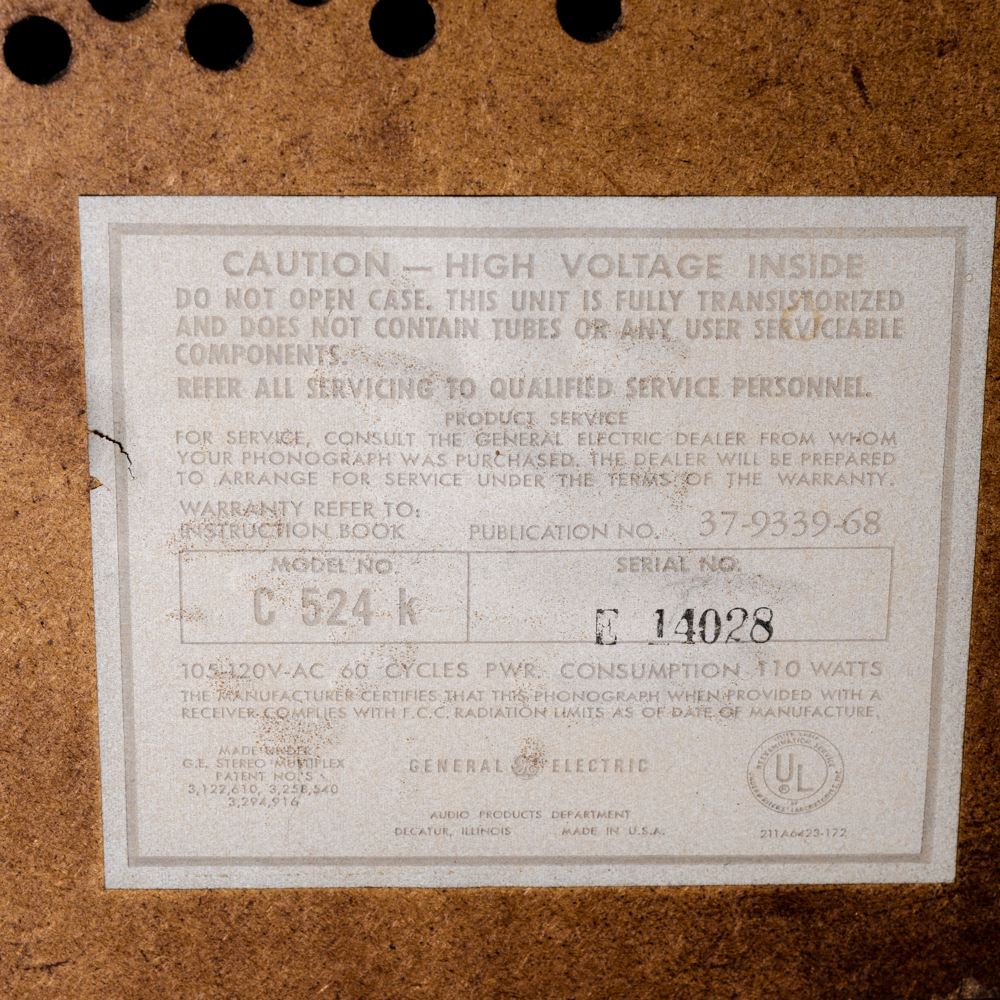 CAUTION — HIGH VOLTAGE INSIDE
DO NOT OPEN CASE. THIS UNIT IS FULLY TRANSISTORIZED
AND DOES NOT CONTAIN TUBES OR ANY USER SERVICEABLE
COMPONENTS.
REFER ALL SERVICING TO QUALIFIED SERVICE PERSONNEL.
PRODUCT SERVICE
FOR SERVICE, CONSULT THE GENERAL ELECTRIC DEALER FROM WHOM
YOUR PHONOGRAPH WAS PURCHASED. THE DEALER WILL BE PREPARED
TO ARRANGE FOR SERVICE UNDER THE TERMS OF THE WARRANTY.
WARRANTY REFER TO:
INSTRUCTION BOOK PUBLICATION NO. 37-9339-68
MODEL NO. SERIAL NO.
C 524 k E 14028
105-120V-AC 60 CYCLES PWR. CONSUMPTION 110 WATTS
THE MANUFACTURER CERTIFIES THAT THIS PHONOGRAPH WHEN PROVIDED WITH A
RECEIVER COMPLIES WITH F.C.C. RADIATION LIMITS AS OF DATE OF MANUFACTURE.
MADE UNDER
G.E. STEREO MULTIPLEX
PATENT NO.'S
3,122,610, 3,258,540
3,294,916
GENERAL GE ELECTRIC
AUDIO PRODUCTS DEPARTMENT
DECATUR, ILLINOIS MADE IN U.S.A.
UL
211A6423-172